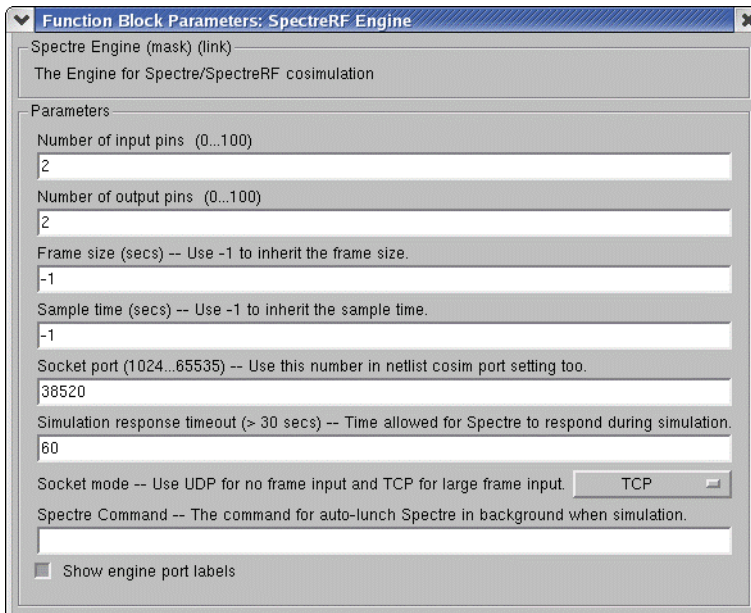 Function Block Parameters: SpectreRF Engine
Spectre Engine (mask) (link)
The Engine for Spectre/SpectreRF cosimulation
Parameters
Number of input pins (0...100)
2
Number of output pins (0...100)
2
Frame size (secs) -- Use -1 to inherit the frame size.
-1
Sample time (secs) -- Use -1 to inherit the sample time.
-1
Socket port (1024...65535) -- Use this number in netlist cosim port setting too.
38520
Simulation response timeout (> 30 secs) -- Time allowed for Spectre to respond during simulation.
60
Socket mode -- Use UDP for no frame input and TCP for large frame input. TCP
Spectre Command -- The command for auto-lunch Spectre in background when simulation.
Show engine port labels